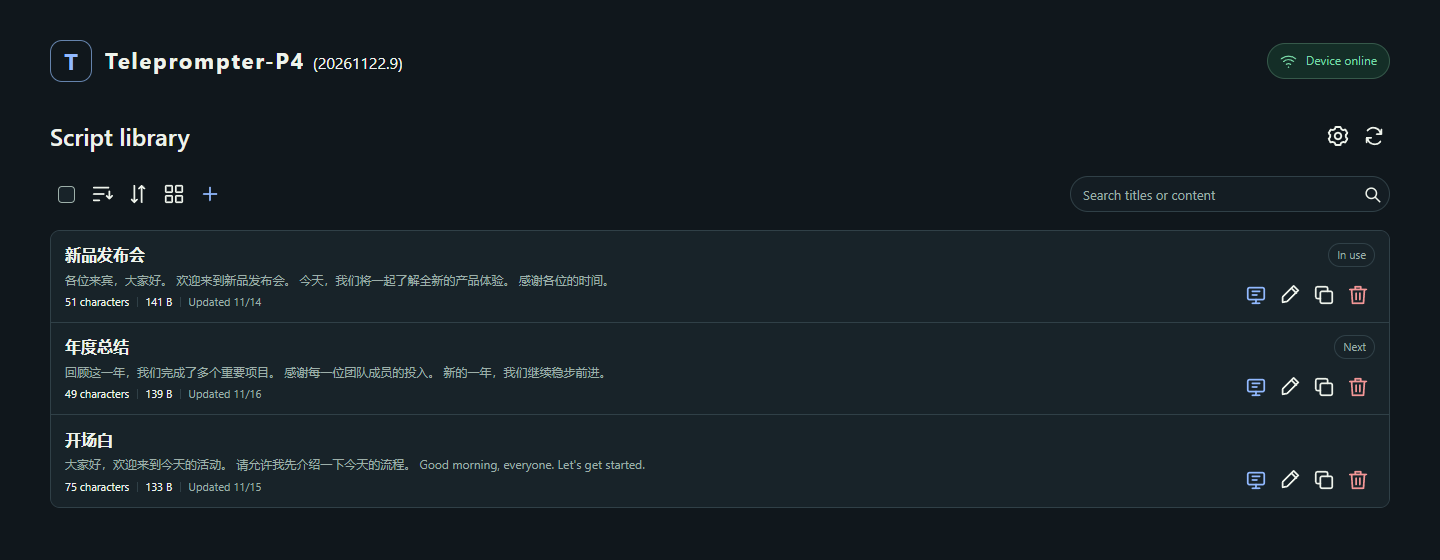 T
Teleprompter-P4 (20261122.9)
Device online
Script library
Search titles or content
新品发布会
In use
各位来宾，大家好。 欢迎来到新品发布会。 今天，我们将一起了解全新的产品体验。 感谢各位的时间。
51 characters | 141 B | Updated 11/14
年度总结
Next
回顾这一年，我们完成了多个重要项目。 感谢每一位团队成员的投入。 新的一年，我们继续稳步前进。
49 characters | 139 B | Updated 11/16
开场白
大家好，欢迎来到今天的活动。 请允许我先介绍一下今天的流程。 Good morning, everyone. Let's get started.
75 characters | 133 B | Updated 11/15